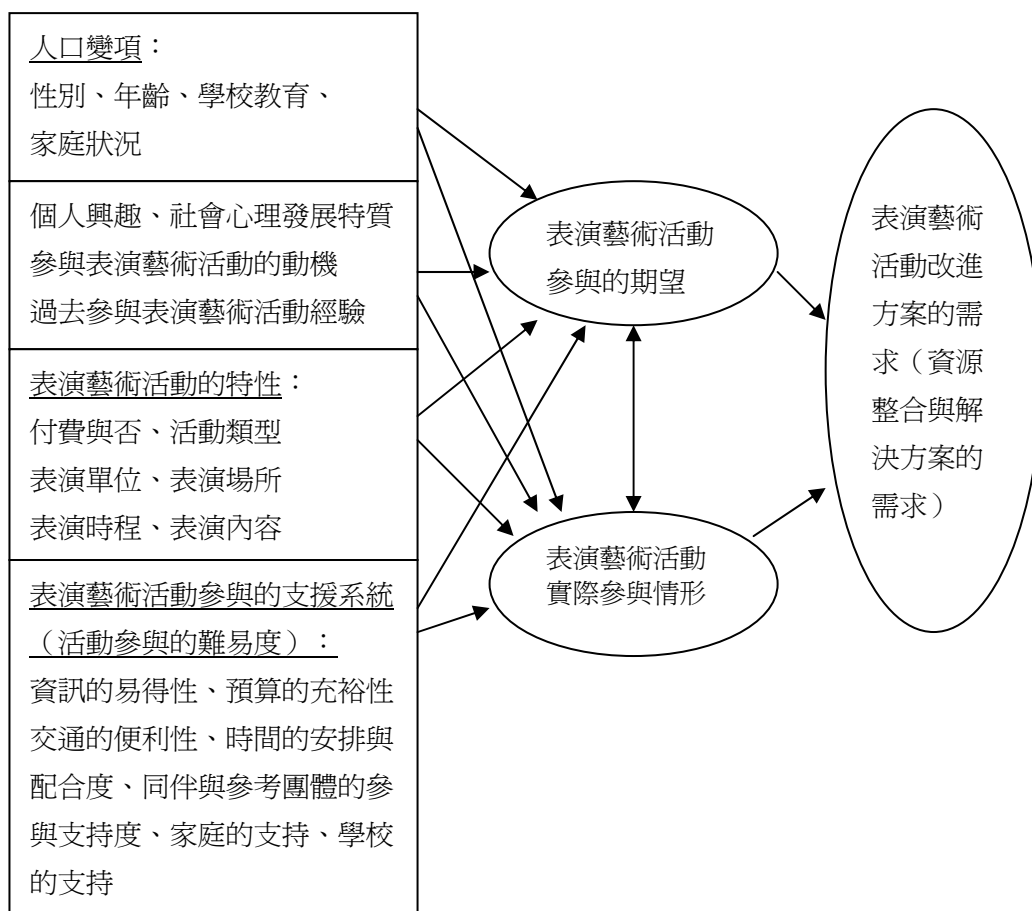 人口變項：
性別、年齡、學校教育、
家庭狀況
個人興趣、社會心理發展特質
參與表演藝術活動的動機
過去參與表演藝術活動經驗
表演藝術活動的特性：
付費與否、活動類型
表演單位、表演場所
表演時程、表演內容
表演藝術活動參與的支援系統
（活動參與的難易度）：
資訊的易得性、預算的充裕性
交通的便利性、時間的安排與
配合度、同伴與參考團體的參
與支持度、家庭的支持、學校
的支持
表演藝術活動
參與的期望
表演藝術活動
實際參與情形
表演藝術
活動改進
方案的需
求（資源
整合與解
決方案的
需求）